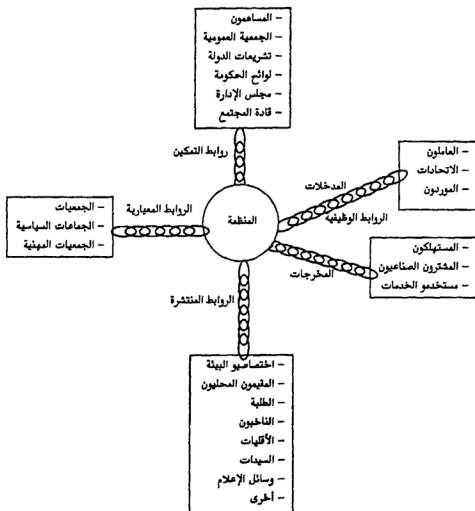 – المساهمون
– الجمعية العمومية
– تشريعات الدولة
– لوائح الحكومة
– مجلس الإدارة
– قادة المجتمع
روابط التمكين
– العاملون
– الاتحادات
– الموردون
المدخلات
الروابط الوظيفية
المنظمة
الروابط المعيارية
– الجمعيات
– الجماعات السياسية
– الجمعيات المهنية
– المستهلكون
– المشترون الصناعيون
– مستخدمو الخدمات
المخرجات
الروابط المنتشرة
– اختصاصيو البيئة
– المقيمون المحليون
– الطلبة
– الناخبون
– الأقليات
– السيدات
– وسائل الإعلام
– أخرى